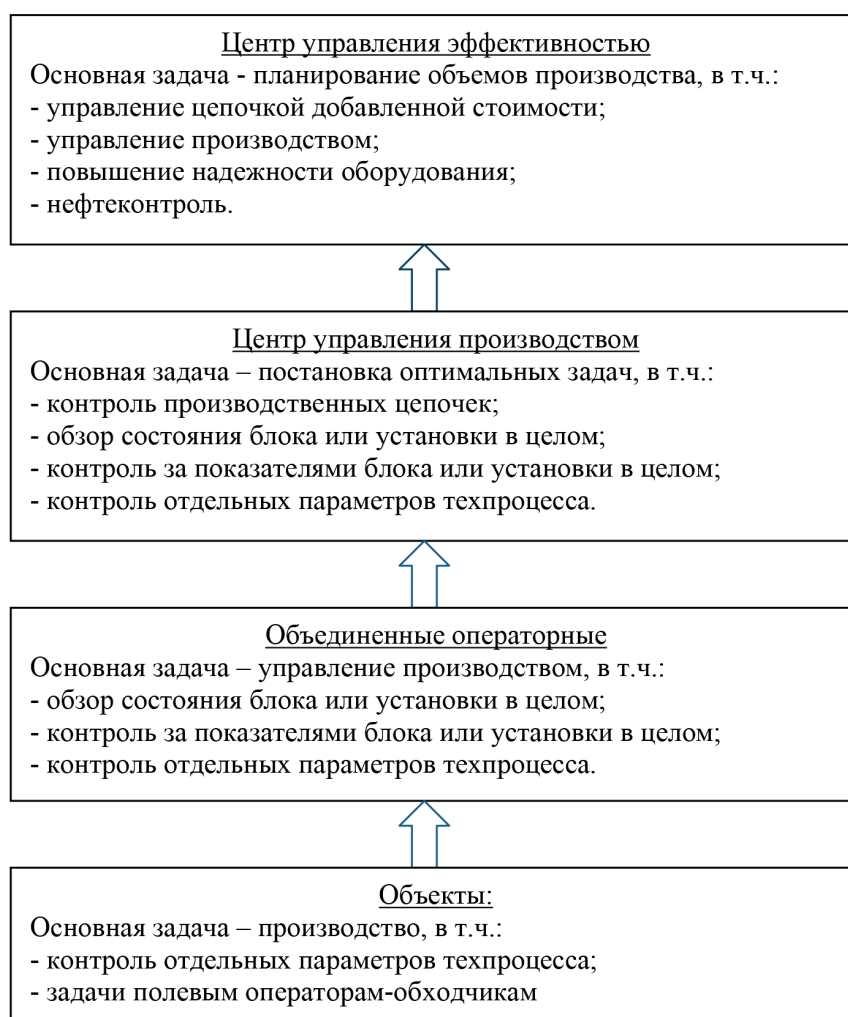 Центр управления эффективностью
Основная задача - планирование объемов производства, в т.ч.:
- управление цепочкой добавленной стоимости;
- управление производством;
- повышение надежности оборудования;
- нефтеконтроль.
Центр управления производством
Основная задача – постановка оптимальных задач, в т.ч.:
- контроль производственных цепочек;
- обзор состояния блока или установки в целом;
- контроль за показателями блока или установки в целом;
- контроль отдельных параметров техпроцесса.
Объединенные операторные
Основная задача – управление производством, в т.ч.:
- обзор состояния блока или установки в целом;
- контроль за показателями блока или установки в целом;
- контроль отдельных параметров техпроцесса.
Объекты:
Основная задача – производство, в т.ч.:
- контроль отдельных параметров техпроцесса;
- задачи полевым операторам-обходчикам